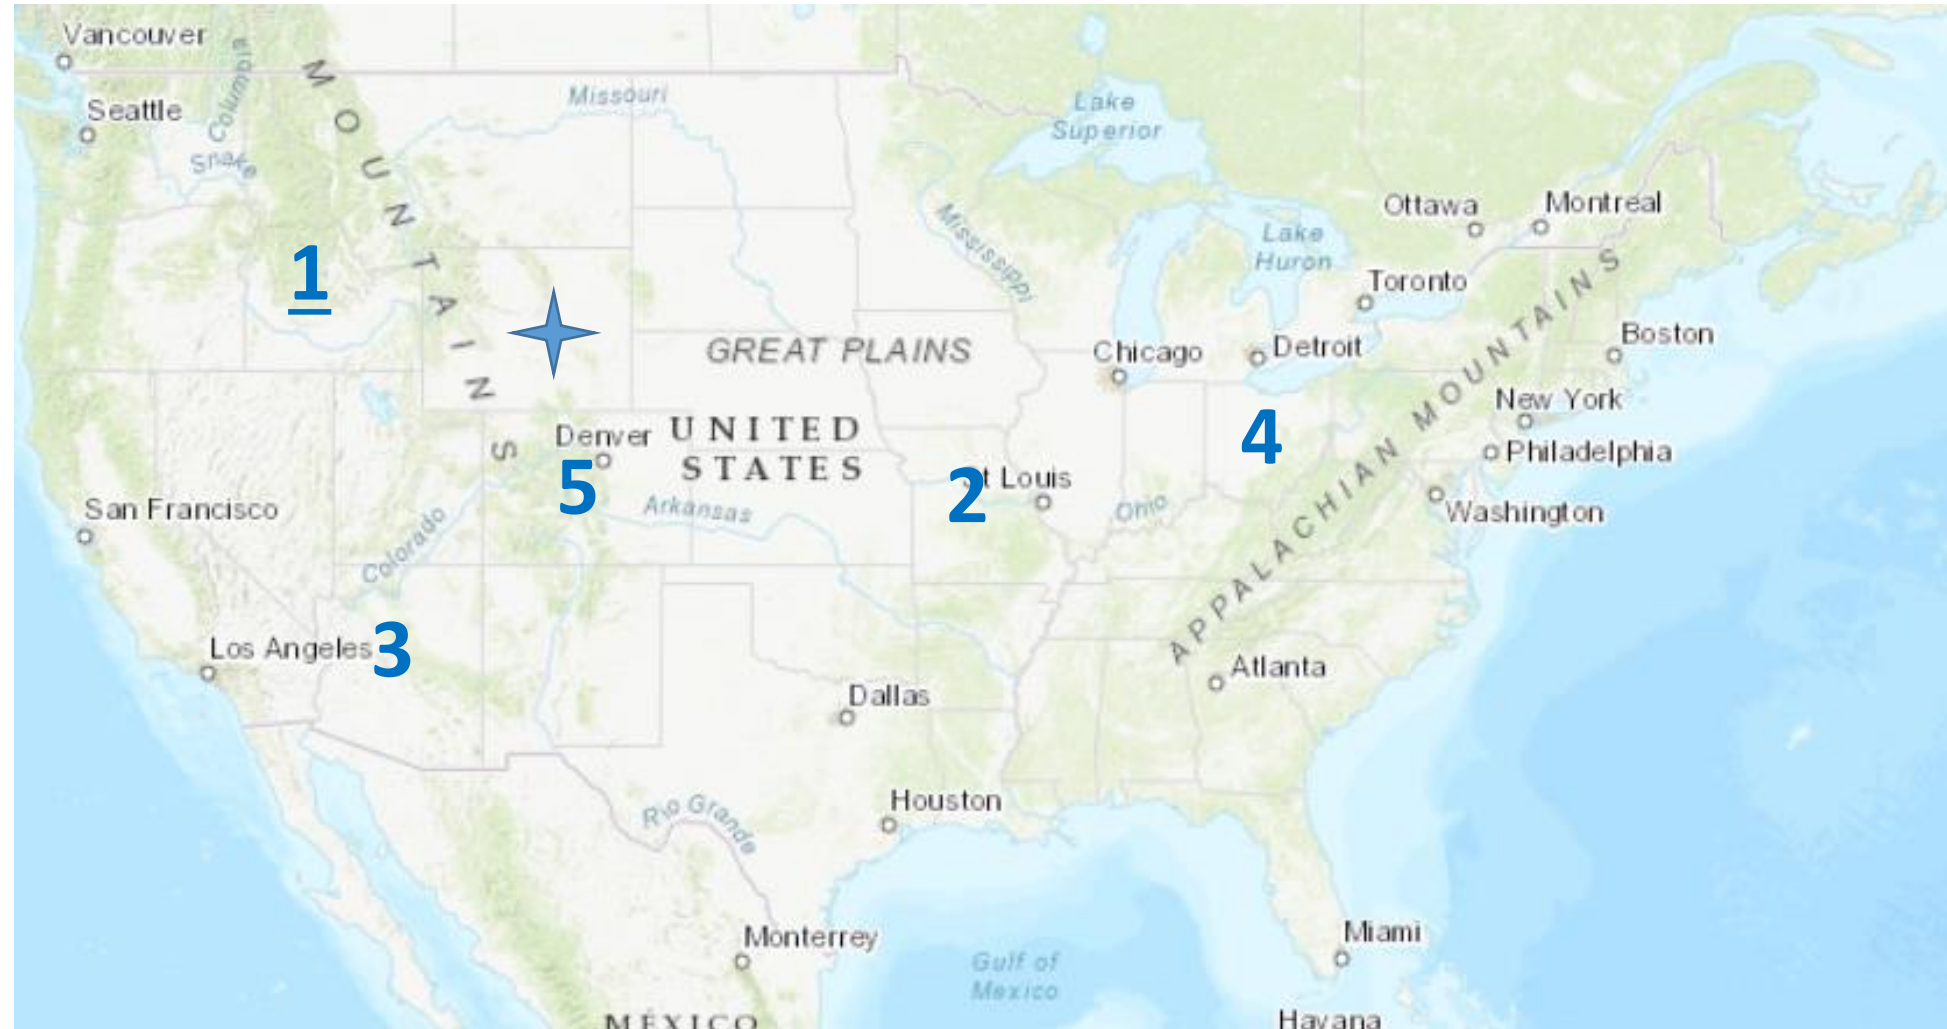 Vancouver
Columbia
MOUNTAINS
Missouri
Seattle
Snake
Lake
Superior
Ottawa
Montreal
Mississippi
Lake
Huron
1
Toronto
Boston
GREAT PLAINS
Chicago
Detroit
APPALACHIAN MOUNTAINS
New York
Denver
UNITED
STATES
4
Philadelphia
5
2
t Louis
San Francisco
Arkansas
Ohio
Washington
Colorado
Los Angeles
3
Atlanta
Dallas
Houston
Rio Grande
Monterrey
Miami
Gulf of
Mexico
MÉXICO
Havana